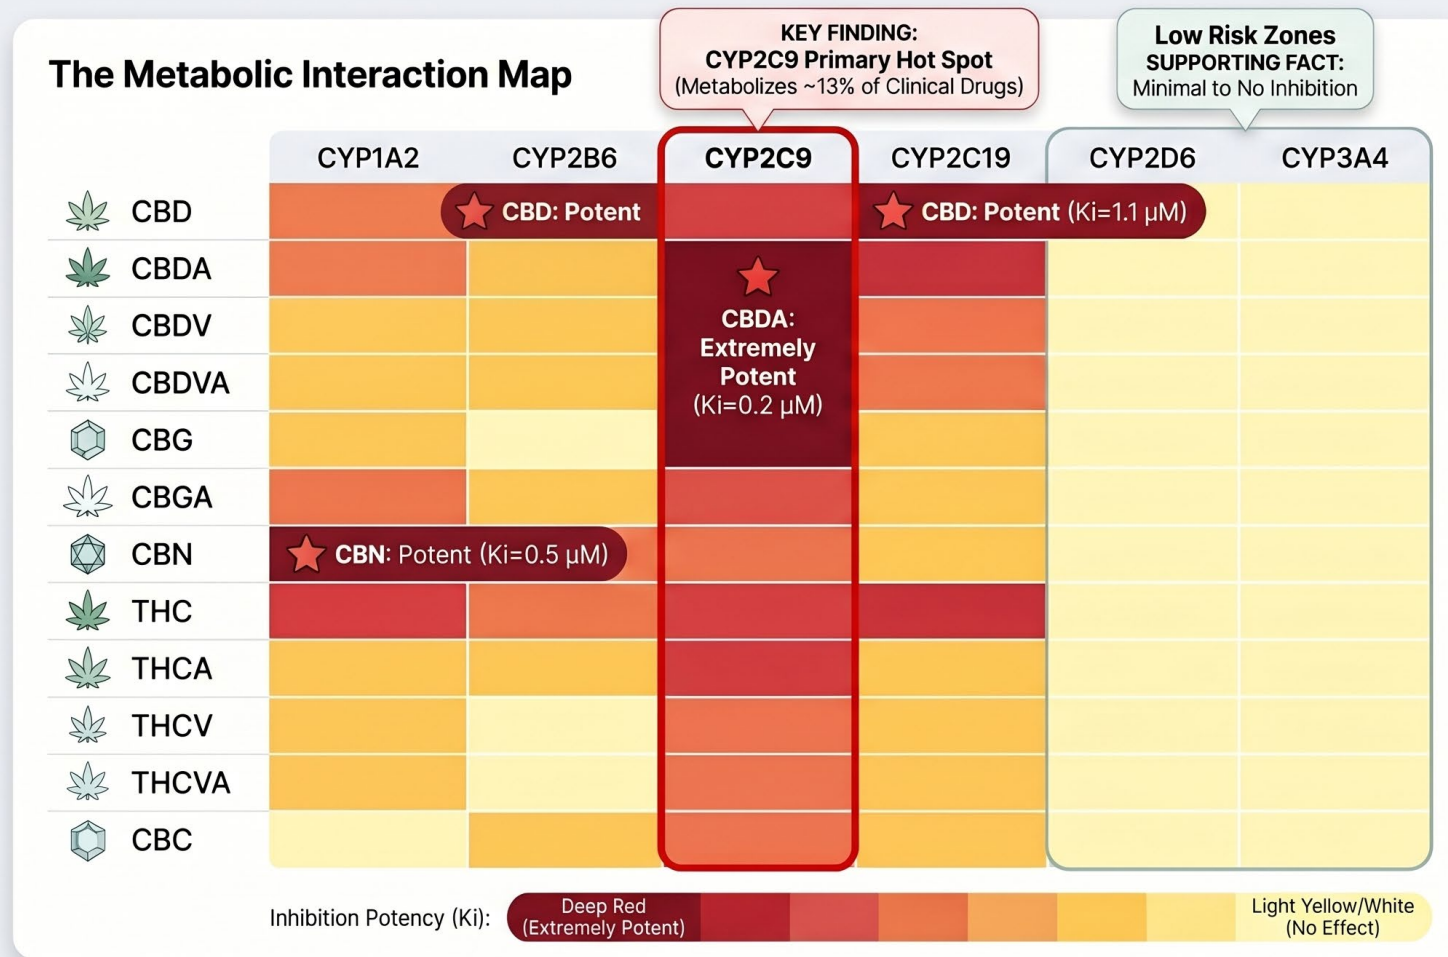 The Metabolic Interaction Map
KEY FINDING:
CYP2C9 Primary Hot Spot
(Metabolizes ~13% of Clinical Drugs)
Low Risk Zones
SUPPORTING FACT:
Minimal to No Inhibition
CYP1A2 CYP2B6 CYP2C9 CYP2C19 CYP2D6 CYP3A4
CBD
CBD: Potent
CBD: Potent (Ki=1.1 µM)
CBDA
CBDA:
Extremely
Potent
(Ki=0.2 µM)
CBDV
CBDVA
CBG
CBGA
CBN
CBN: Potent (Ki=0.5 µM)
THC
THCA
THCV
THCVA
CBC
Inhibition Potency (Ki):
Deep Red
(Extremely Potent)
Light Yellow/White
(No Effect)